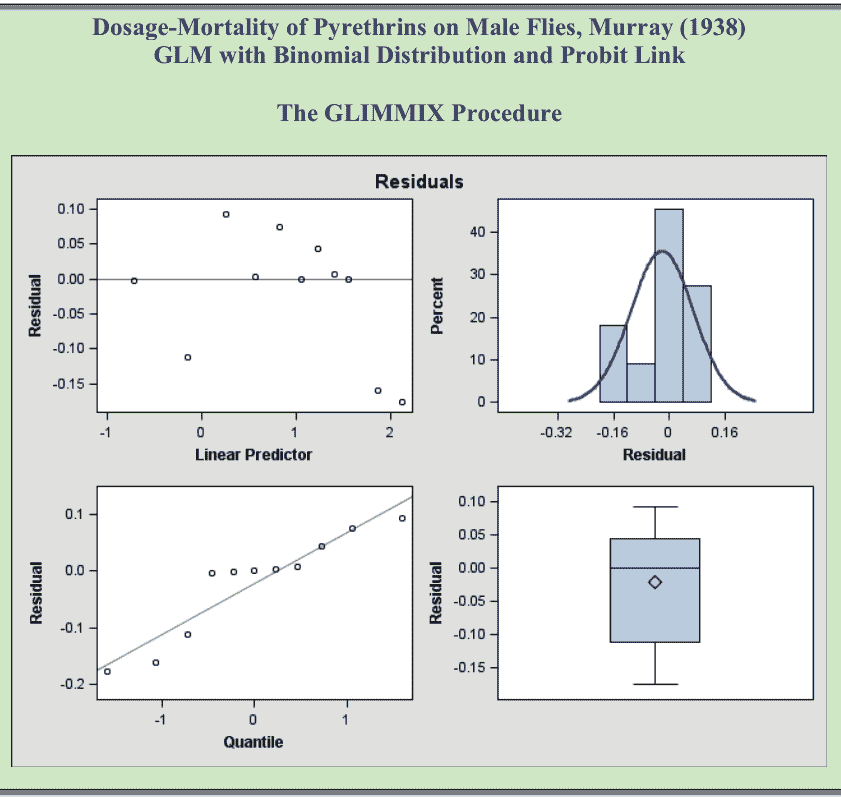 Dosage-Mortality of Pyrethrins on Male Flies, Murray (1938)
GLM with Binomial Distribution and Probit Link
The GLIMMIX Procedure
Residuals
0.10
0.05
0.00
-0.05
-0.10
-0.15
Residual
-1 0 1 2
Linear Predictor
40
30
20
10
0
Percent
-0.32 -0.16 0 0.16
Residual
0.1
0.0
-0.1
-0.2
Residual
-1 0 1
Quantile
0.10
0.05
0.00
-0.05
-0.10
-0.15
Residual